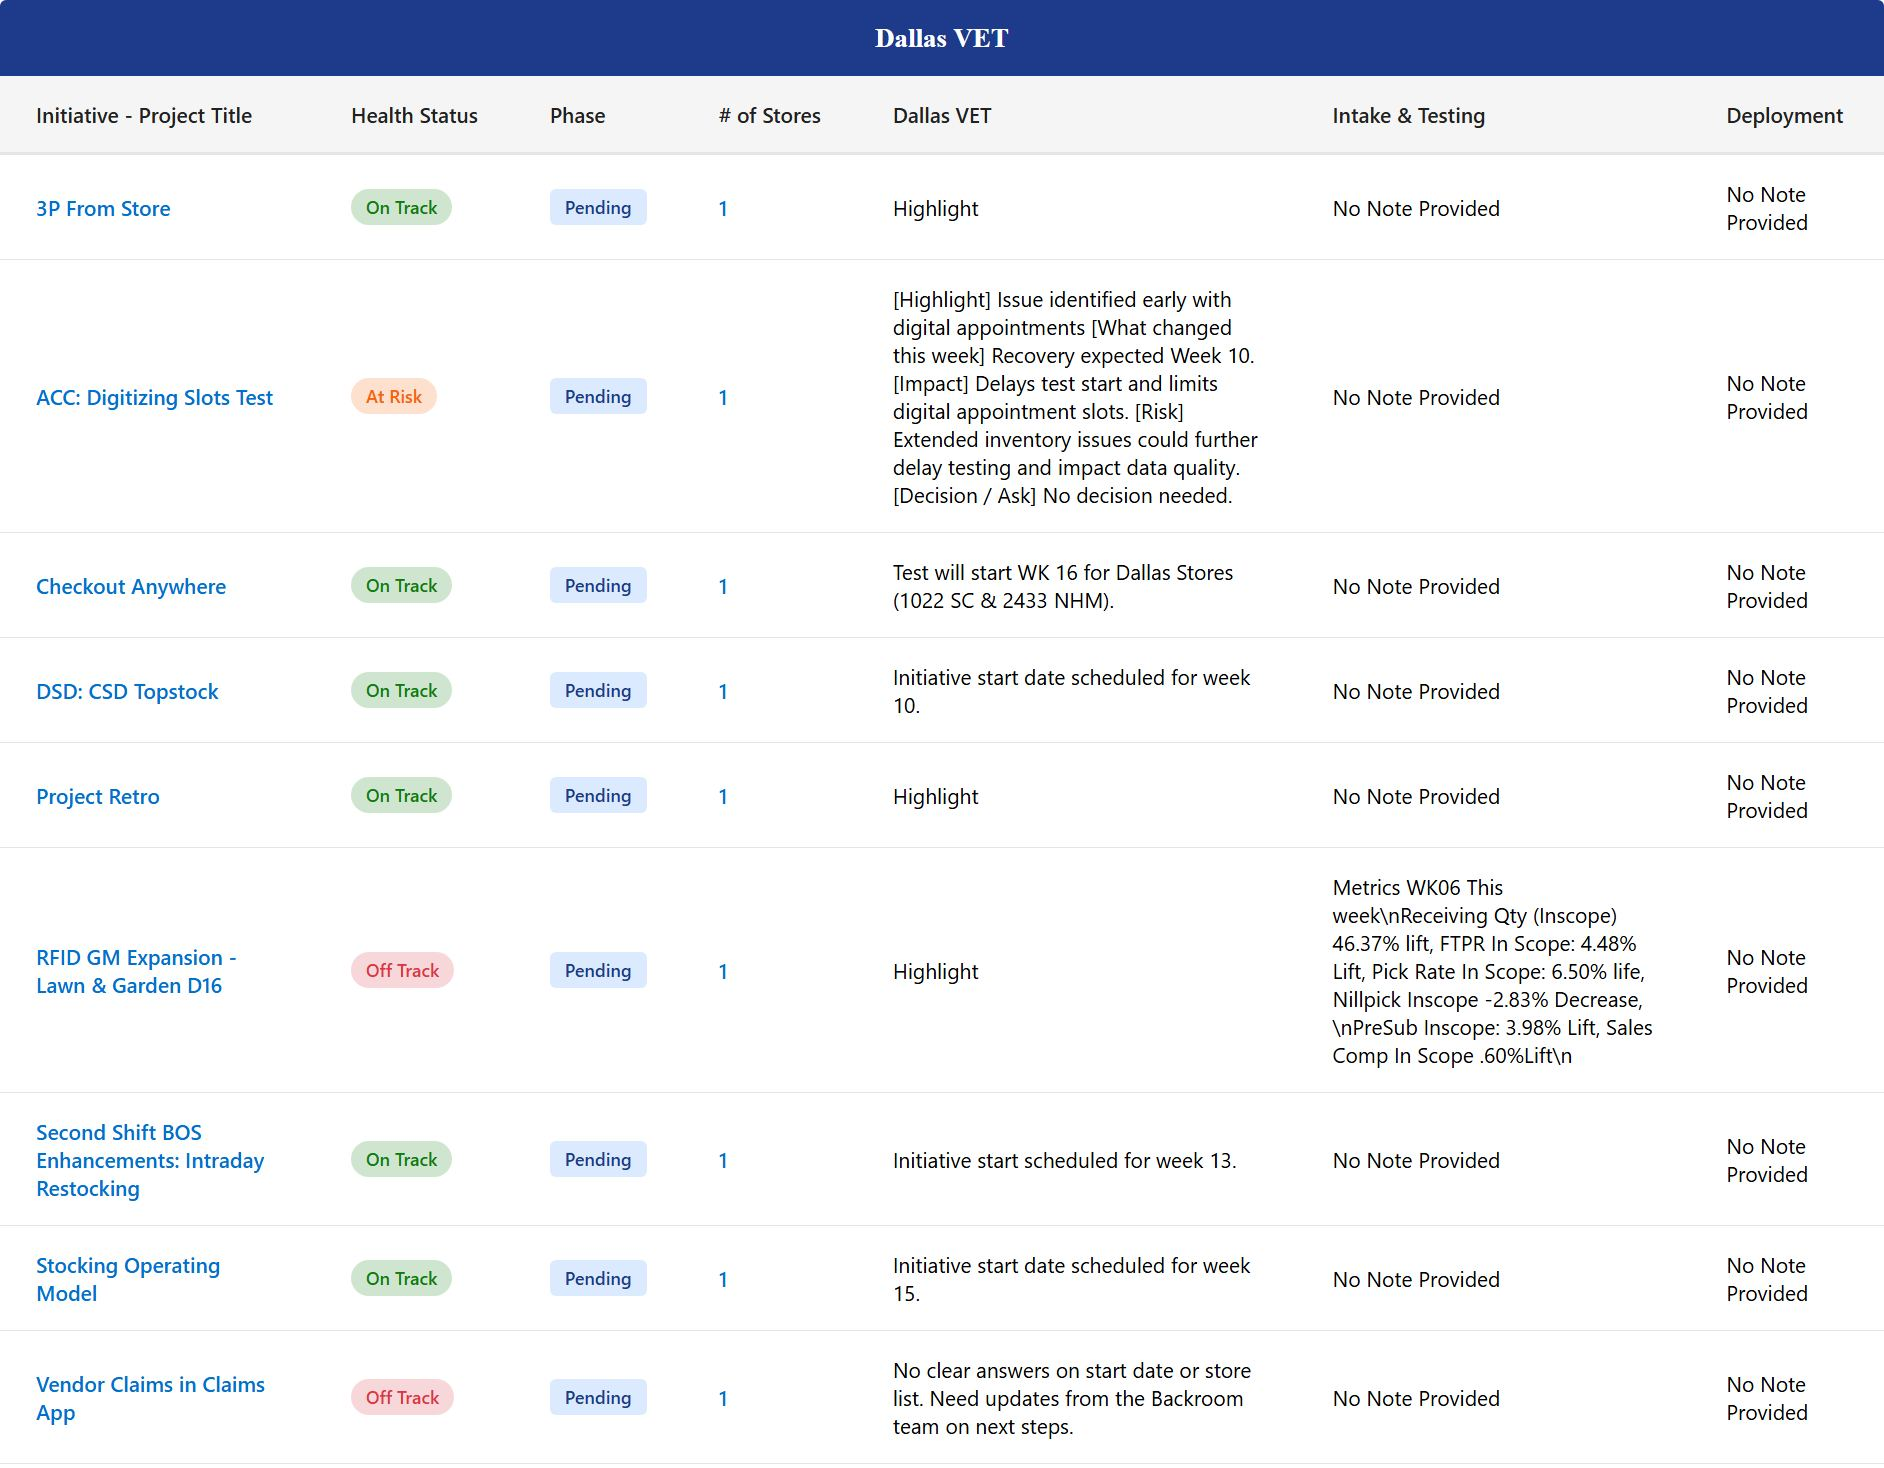 Dallas VET
Initiative - Project Title Health Status Phase # of Stores Dallas VET Intake & Testing Deployment
3P From Store On Track Pending 1 Highlight No Note Provided No Note
Provided
ACC: Digitizing Slots Test At Risk Pending 1 [Highlight] Issue identified early with
digital appointments [What changed
this week] Recovery expected Week 10.
[Impact] Delays test start and limits
digital appointment slots. [Risk]
Extended inventory issues could further
delay testing and impact data quality.
[Decision / Ask] No decision needed.
No Note Provided
No Note
Provided
Checkout Anywhere On Track Pending 1 Test will start WK 16 for Dallas Stores
(1022 SC & 2433 NHM).
No Note Provided
No Note
Provided
DSD: CSD Topstock On Track Pending 1 Initiative start date scheduled for week
10.
No Note Provided
No Note
Provided
Project Retro On Track Pending 1 Highlight No Note Provided No Note
Provided
RFID GM Expansion -
Lawn & Garden D16
Off Track Pending 1 Highlight
Metrics WK06 This
week\nReceiving Qty (Inscope)
46.37% lift, FTPR In Scope: 4.48%
Lift, Pick Rate In Scope: 6.50% life,
Nillpick Inscope -2.83% Decrease,
\nPreSub Inscope: 3.98% Lift, Sales
Comp In Scope .60%Lift\n
No Note
Provided
Second Shift BOS
Enhancements: Intraday
Restocking
On Track Pending 1 Initiative start scheduled for week 13. No Note Provided
No Note
Provided
Stocking Operating
Model
On Track Pending 1 Initiative start date scheduled for week
15.
No Note Provided
No Note
Provided
Vendor Claims in Claims
App
Off Track Pending 1 No clear answers on start date or store
list. Need updates from the Backroom
team on next steps.
No Note Provided
No Note
Provided